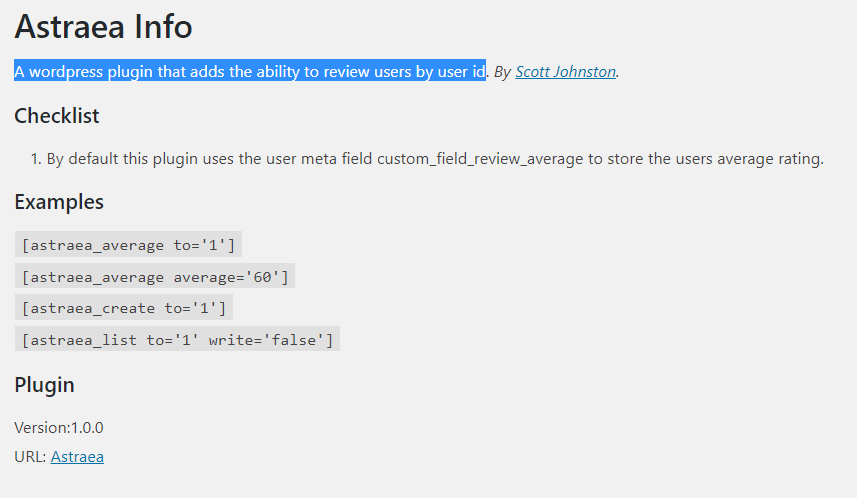 Astraea Info
A wordpress plugin that adds the ability to review users by user id. By Scott Johnston.
Checklist
1. By default this plugin uses the user meta field custom_field_review_average to store the users average rating.
Examples
[astraea_average to='1']
[astraea_average average='60']
[astraea_create to='1']
[astraea_list to='1' write='false']
Plugin
Version:1.0.0
URL: Astraea